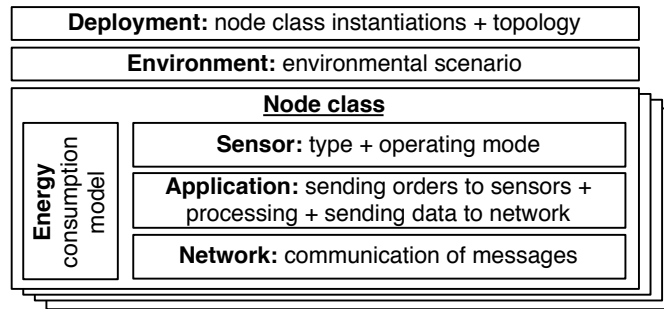 Deployment: node class instantiations + topology
Environment: environmental scenario
Node class
Energy
consumption
model
Sensor: type + operating mode
Application: sending orders to sensors +
processing + sending data to network
Network: communication of messages